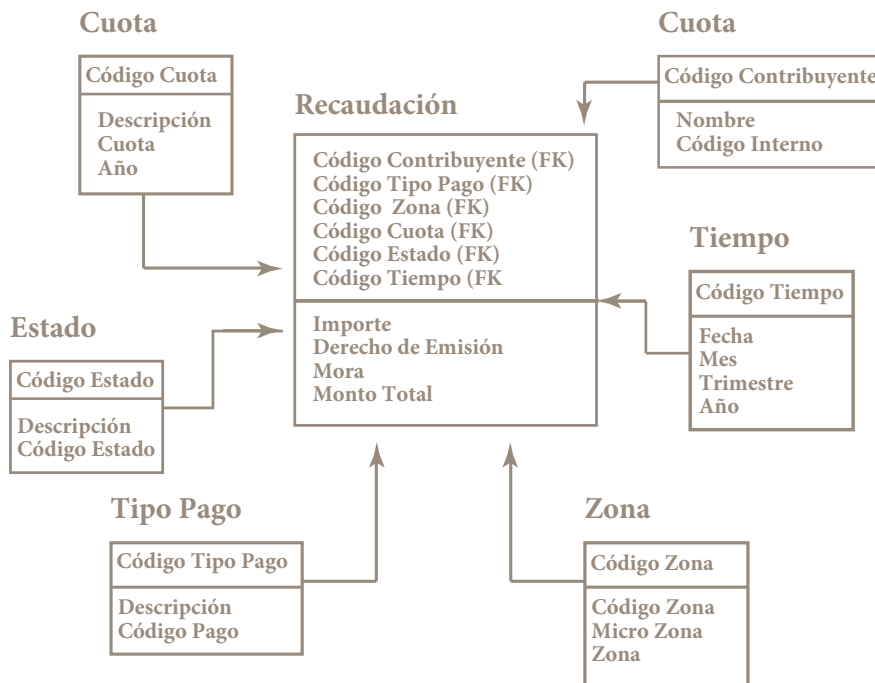 Cuota
Código Cuota
Descripción
Cuota
Año
Cuota
Código Contribuyente
Nombre
Código Interno
Recaudación
Código Contribuyente (FK)
Código Tipo Pago (FK)
Código Zona (FK)
Código Cuota (FK)
Código Estado (FK)
Código Tiempo (FK
Importe
Derecho de Emisión
Mora
Monto Total
Tiempo
Código Tiempo
Fecha
Mes
Trimestre
Año
Estado
Código Estado
Descripción
Código Estado
Tipo Pago
Código Tipo Pago
Descripción
Código Pago
Zona
Código Zona
Código Zona
Micro Zona
Zona